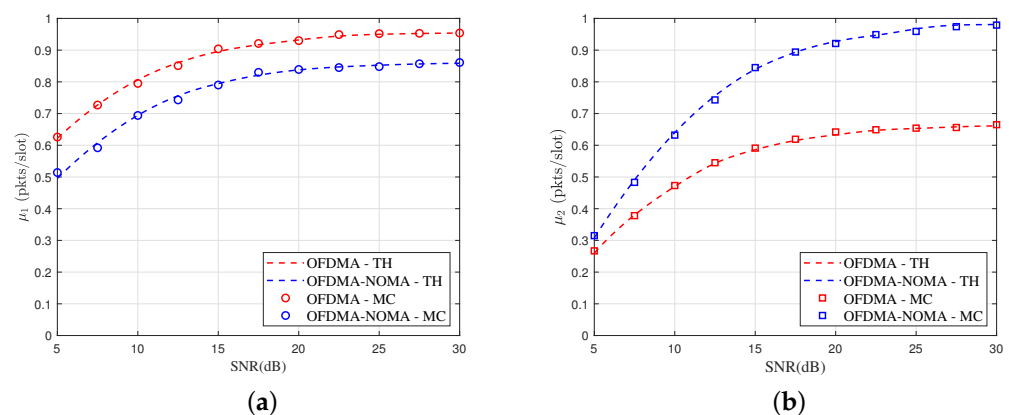 1
0.9
0.8
0.7
0.6
0.5
0.4
0.3
0.2
0.1
0
μ₁ (pkts/slot)
OFDMA - TH
OFDMA-NOMA - TH
OFDMA - MC
OFDMA-NOMA - MC
5 10 15 20 25 30
SNR(dB)
(a)
1
0.9
0.8
0.7
0.6
0.5
0.4
0.3
0.2
0.1
0
μ₂ (pkts/slot)
OFDMA - TH
OFDMA-NOMA - TH
OFDMA - MC
OFDMA-NOMA - MC
5 10 15 20 25 30
SNR(dB)
(b)